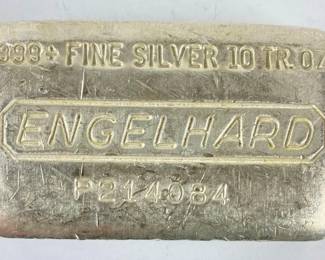 999+ FINE SILVER 10 TR. OZ
ENGELHARD
P214084